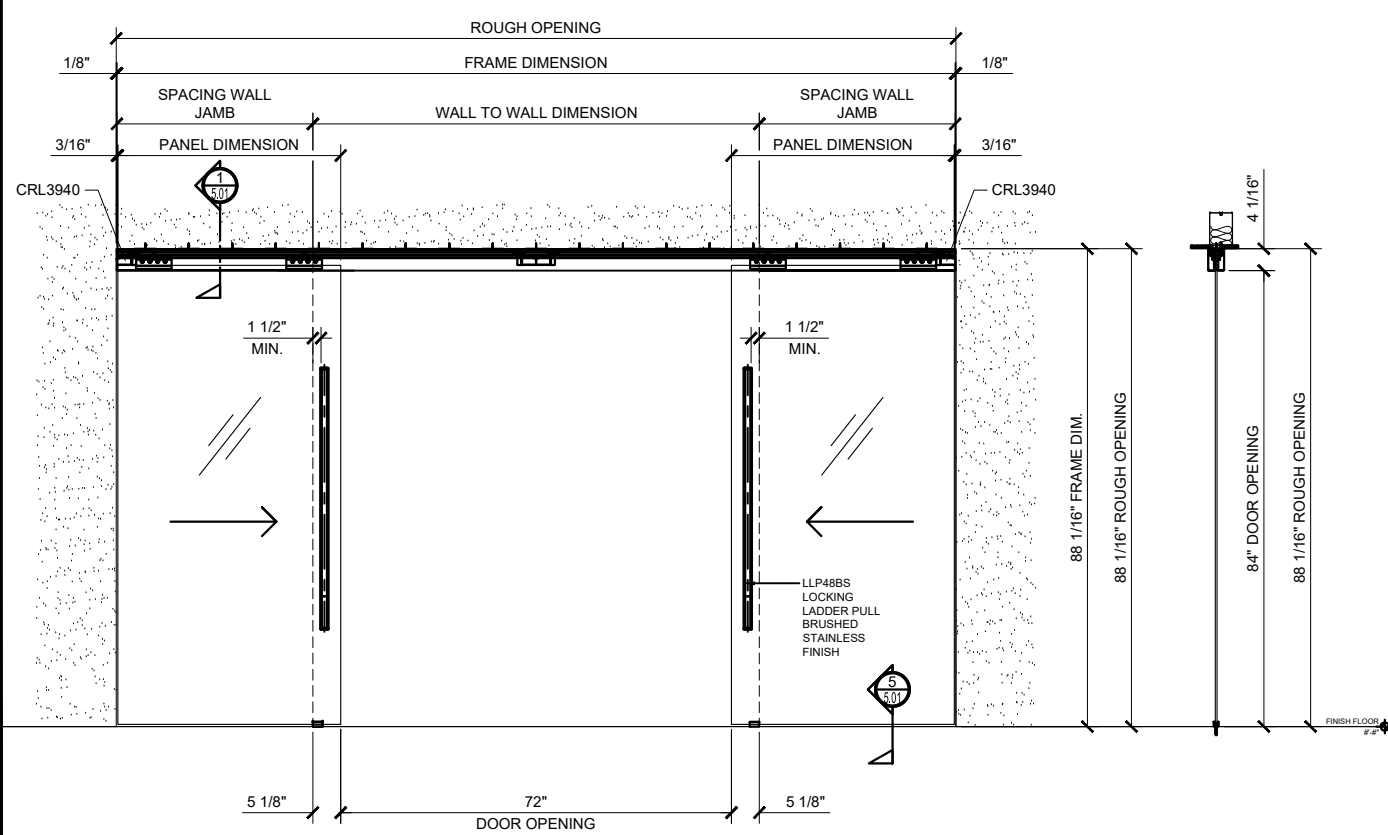 ROUGH OPENING
1/8"
FRAME DIMENSION
1/8"
SPACING WALL
JAMB
WALL TO WALL DIMENSION
SPACING WALL
JAMB
3/16"
PANEL DIMENSION
PANEL DIMENSION
3/16"
1
5.01
CRL3940
CRL3940
4 1/16"
1 1/2"
MIN.
1 1/2"
MIN.
88 1/16" FRAME DIM.
88 1/16" ROUGH OPENING
84" DOOR OPENING
88 1/16" ROUGH OPENING
LLP48BS
LOCKING
LADDER PULL
BRUSHED
STAINLESS
FINISH
5
5.01
FINISH FLOOR
#'-#"
5 1/8"
72"
DOOR OPENING
5 1/8"